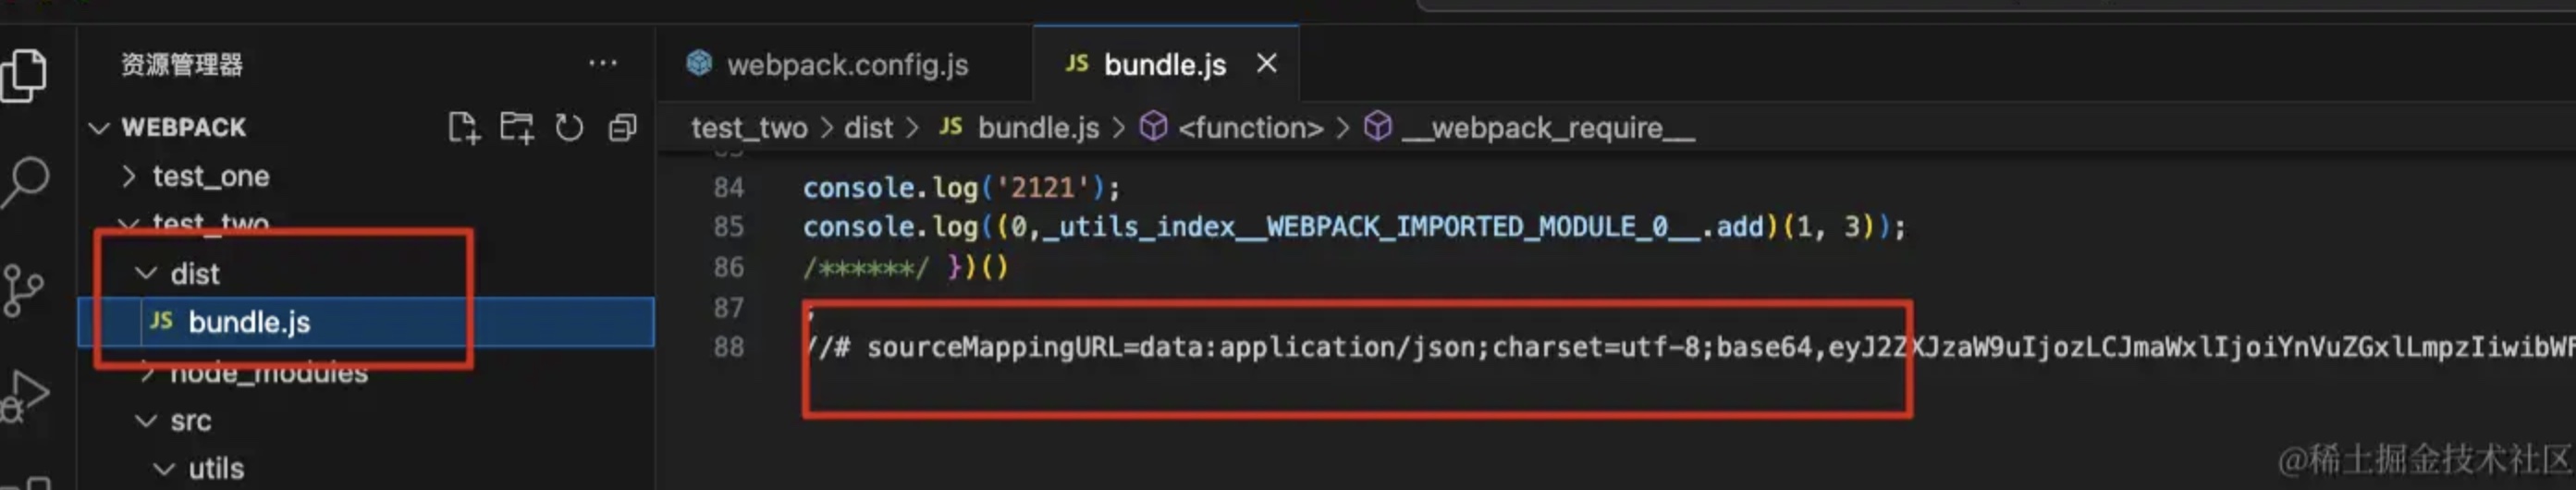 资源管理器
WEBPACK
test_one
test_two
dist
JS bundle.js
node_modules
src
utils
webpack.config.js
JS bundle.js
test_two > dist > JS bundle.js > <function> > __webpack_require__
84 console.log('2121');
85 console.log((0,_utils_index__WEBPACK_IMPORTED_MODULE_0__.add)(1, 3));
86 /******/ })()
87 ;
88 //# sourceMappingURL=data:application/json;charset=utf-8;base64,eyJ2ZXJzaW9uIjozLCJmaWxlIjoiYnVuZGxlLmpzIiwibWF
@稀土掘金技术社区